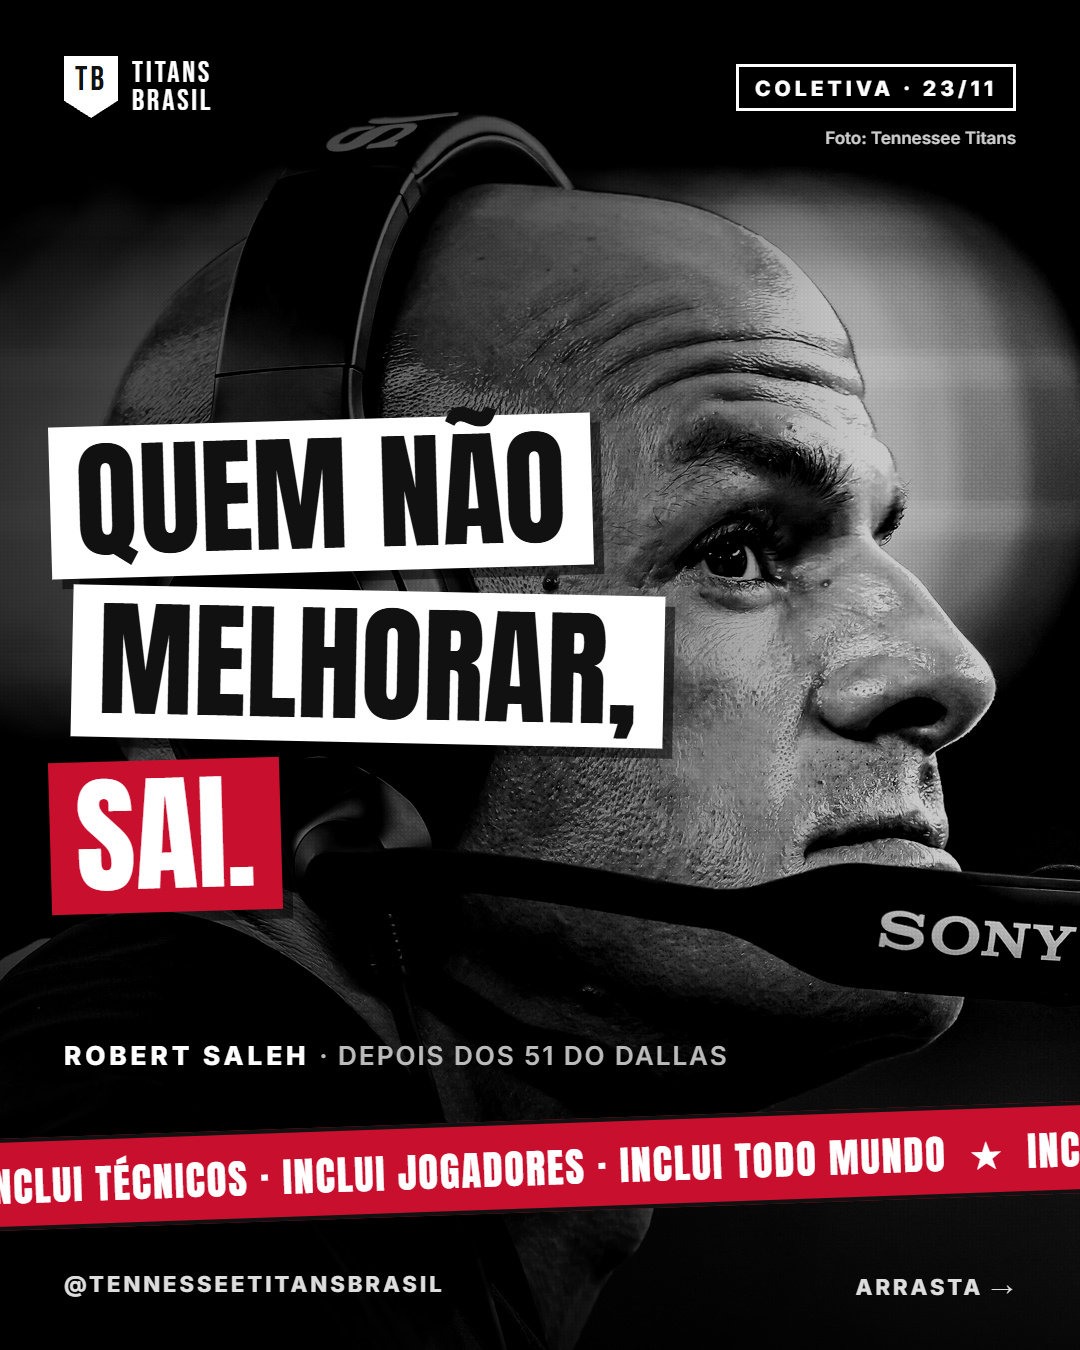 TB
TITANS
BRASIL
COLETIVA · 23/11
Foto: Tennessee Titans
S
QUEM NÃO
MELHORAR,
SAI.
SONY
ROBERT SALEH · DEPOIS DOS 51 DO DALLAS
NCLUI TÉCNICOS · INCLUI JOGADORES · INCLUI TODO MUNDO ★ INC
@TENNESSEETITANSBRASIL
ARRASTA →